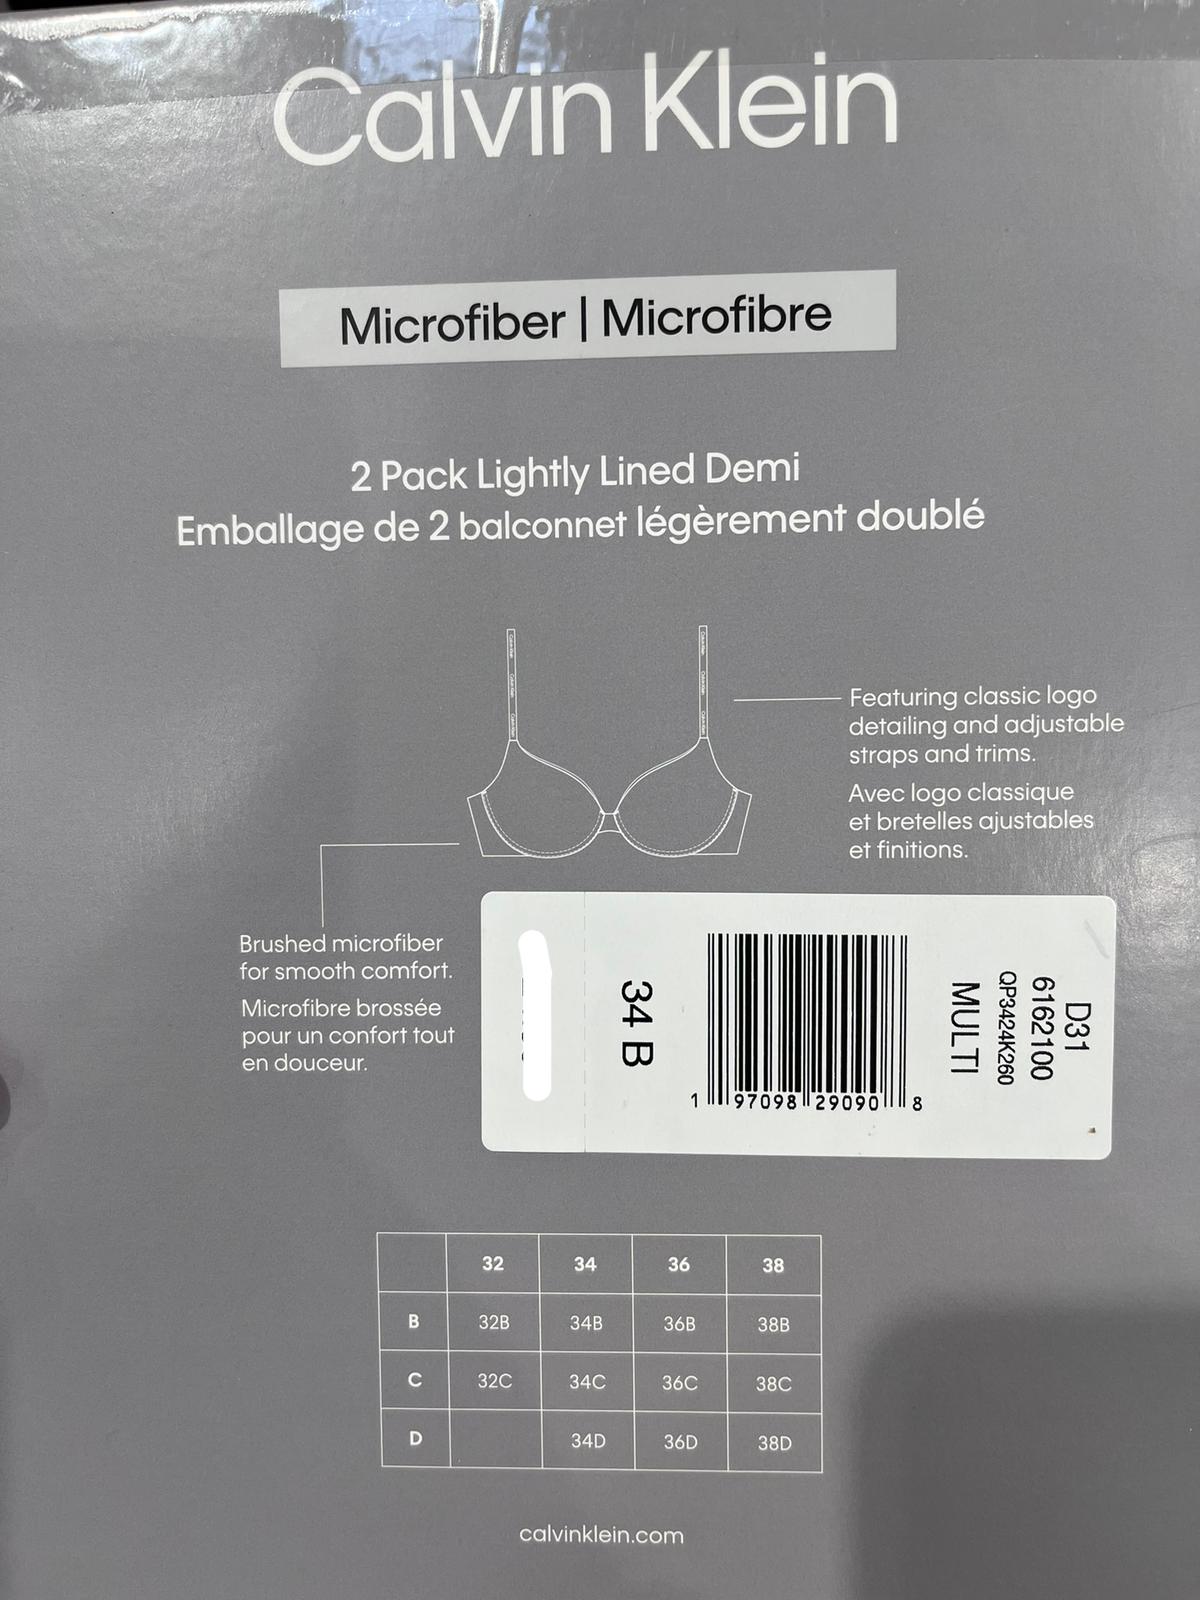 Calvin Klein
Microfiber | Microfibre
2 Pack Lightly Lined Demi
Emballage de 2 balconnet légèrement doublé
Featuring classic logo
detailing and adjustable
straps and trims.
Avec logo classique
et bretelles ajustables
et finitions.
Brushed microfiber
for smooth comfort.
Microfibre brossée
pour un confort tout
en douceur.
D31
6162100
QP3424K260
MULTI
1 97098 29090 8
34 B
32 34 36 38
B 32B 34B 36B 38B
C 32C 34C 36C 38C
D 34D 36D 38D
calvinklein.com